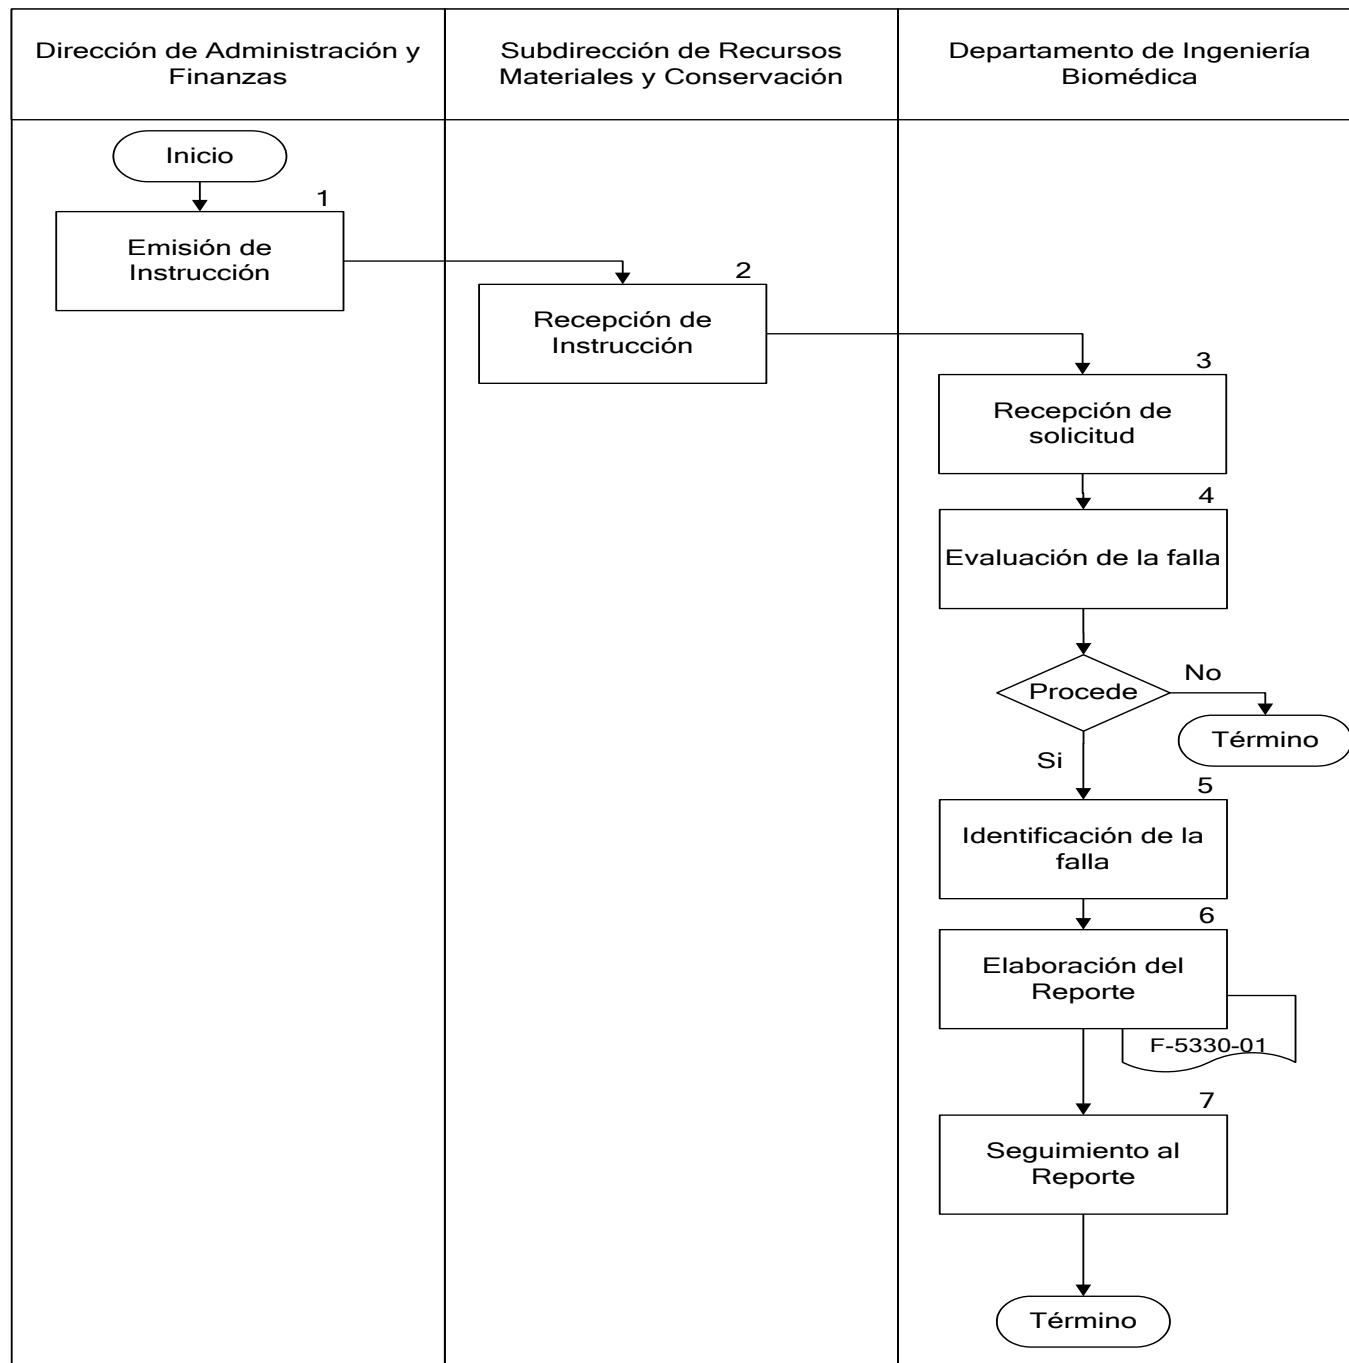 Dirección de Administración y
Finanzas
Subdirección de Recursos
Materiales y Conservación
Departamento de Ingeniería
Biomédica
Inicio
1
Emisión de
Instrucción
2
Recepción de
Instrucción
3
Recepción de
solicitud
4
Evaluación de la falla
Procede
No
Término
Si
5
Identificación de la
falla
6
Elaboración del
Reporte
F-5330-01
7
Seguimiento al
Reporte
Término